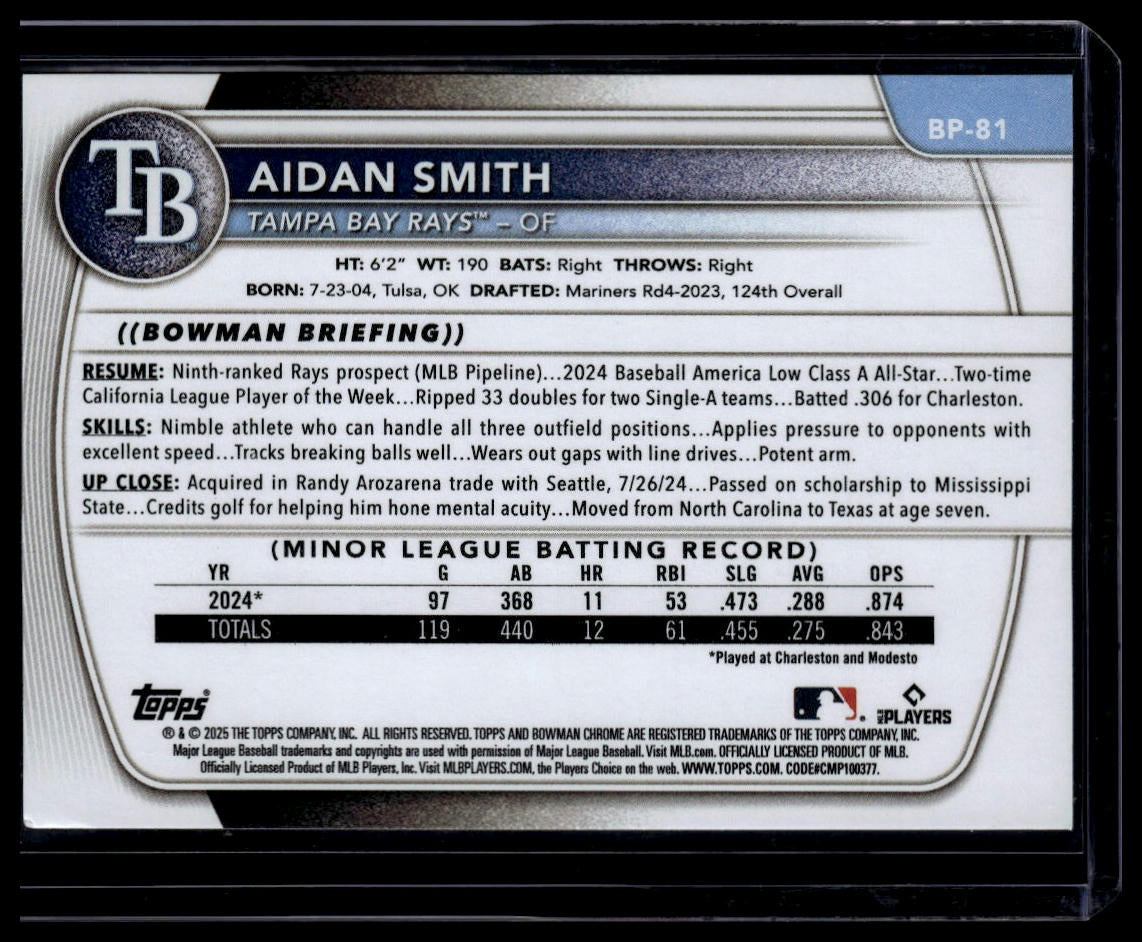 BP-81
TB™
AIDAN SMITH
TAMPA BAY RAYS™ – OF
HT: 6'2" WT: 190 BATS: Right THROWS: Right
BORN: 7-23-04, Tulsa, OK DRAFTED: Mariners Rd4-2023, 124th Overall
((BOWMAN BRIEFING))
RESUME: Ninth-ranked Rays prospect (MLB Pipeline)...2024 Baseball America Low Class A All-Star...Two-time
California League Player of the Week...Ripped 33 doubles for two Single-A teams...Batted .306 for Charleston.
SKILLS: Nimble athlete who can handle all three outfield positions...Applies pressure to opponents with
excellent speed...Tracks breaking balls well...Wears out gaps with line drives...Potent arm.
UP CLOSE: Acquired in Randy Arozarena trade with Seattle, 7/26/24...Passed on scholarship to Mississippi
State...Credits golf for helping him hone mental acuity...Moved from North Carolina to Texas at age seven.
(MINOR LEAGUE BATTING RECORD)
YR G AB HR RBI SLG AVG OPS
2024* 97 368 11 53 .473 .288 .874
TOTALS 119 440 12 61 .455 .275 .843
*Played at Charleston and Modesto
Topps®
MLB PLAYERS
® & © 2025 THE TOPPS COMPANY, INC. ALL RIGHTS RESERVED. TOPPS AND BOWMAN CHROME ARE REGISTERED TRADEMARKS OF THE TOPPS COMPANY, INC.
Major League Baseball trademarks and copyrights are used with permission of Major League Baseball. Visit MLB.com. OFFICIALLY LICENSED PRODUCT OF MLB.
Officially Licensed Product of MLB Players, Inc. Visit MLBPLAYERS.COM, the Players Choice on the web. WWW.TOPPS.COM. CODE#CMP100377.